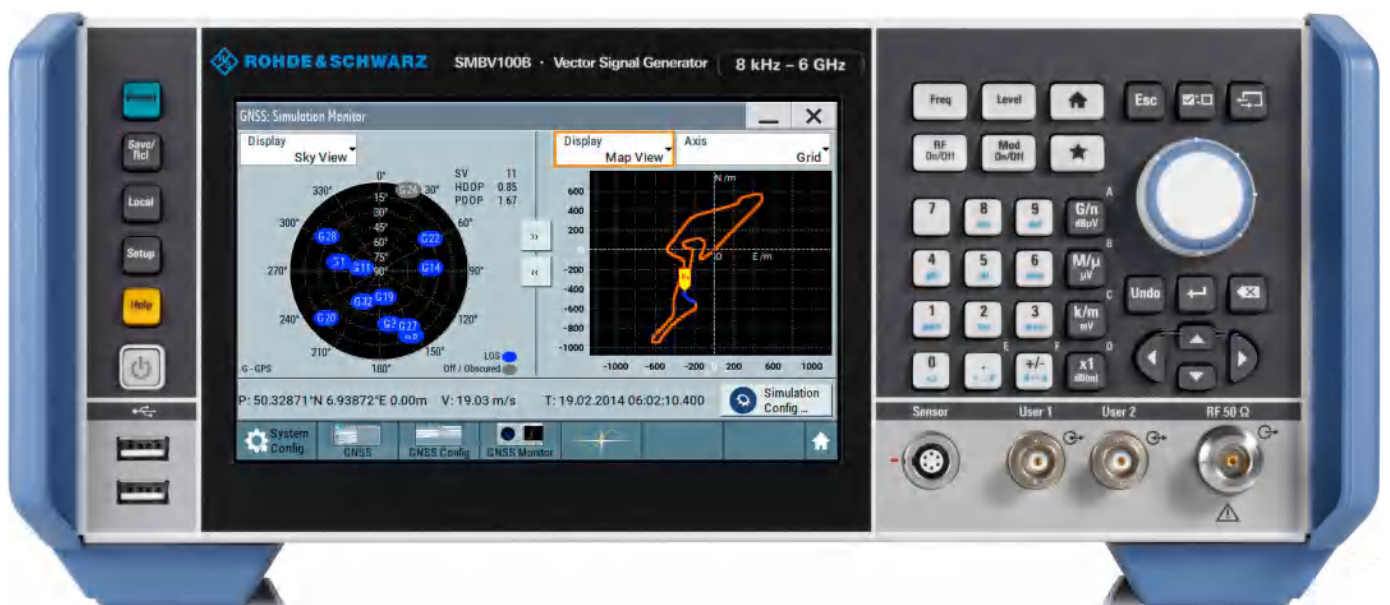 ROHDE & SCHWARZ SMBV100B · Vector Signal Generator 8 kHz – 6 GHz
GNSS: Simulation Monitor
Display
Sky View
SV 11
HDOP 0.85
PDOP 1.67
0°
30°
60°
90°
120°
150°
180°
210°
240°
270°
300°
330°
15°
30°
45°
60°
75°
90°
G24
G28
G22
G1
G11
G14
G32
G19
G20
G27
G - GPS
LOS
Off / Obscured
>>
<<
Display
Map View
Axis
Grid
N /m
E /m
0
600
400
200
-200
-400
-600
-800
-1000
-1000 -600 -200 200 600 1000
P: 50.32871°N 6.93872°E 0.00m V: 19.03 m/s T: 19.02.2014 06:02:10.400
Simulation
Config ...
System
Config
GNSS
GNSS Config
GNSS Monitor
Save/
Rcl
Local
Setup
Help
Freq
Level
Esc
RF
On/Off
Mod
On/Off
7
8
9
G/n
dBµV
A
4
5
6
M/µ
µV
B
1
2
3
k/m
mV
C
0
.
+/-
x1
dB(m)
D
E
F
Undo
Sensor
User 1
User 2
RF 50 Ω